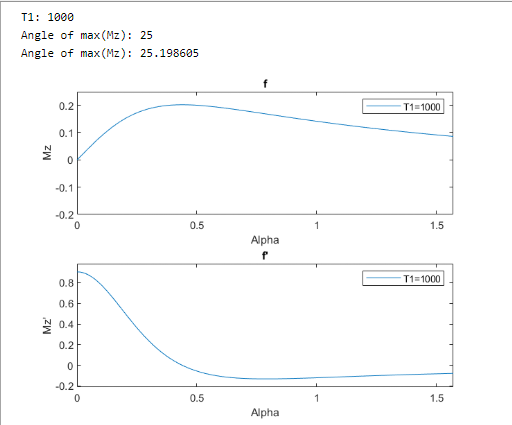 T1: 1000
Angle of max(Mz): 25
Angle of max(Mz): 25.198605
f
T1=1000
Mz
0.2
0.1
0
-0.1
-0.2
0 0.5 1 1.5
Alpha
f'
T1=1000
Mz'
0.8
0.6
0.4
0.2
0
-0.2
0 0.5 1 1.5
Alpha